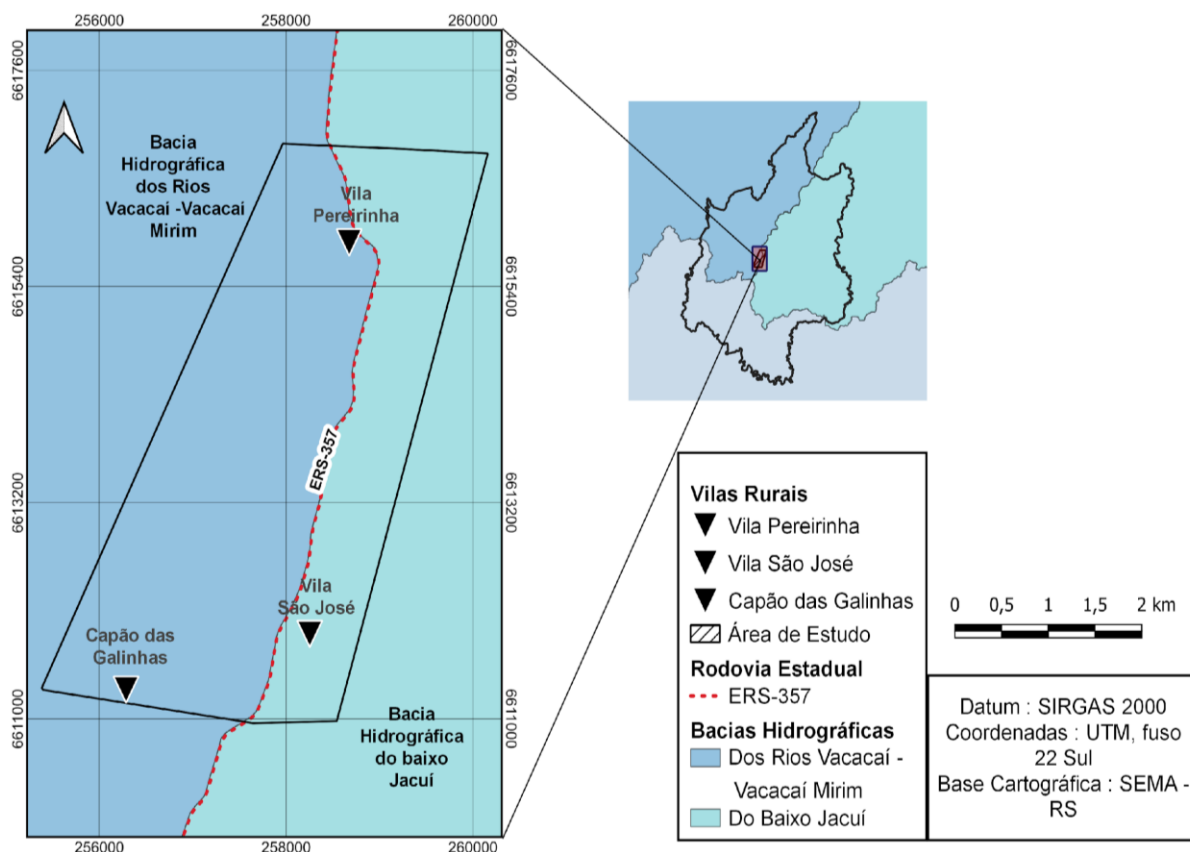 256000
258000
260000
6617600
6617600
Bacia
Hidrográfica
dos Rios
Vacacaí -Vacacaí
Mirim
Vila
Pereirinha
6615400
6615400
ERS-357
6613200
6613200
Vila
São José
Capão das
Galinhas
6611000
6611000
Bacia
Hidrográfica
do baixo
Jacuí
256000
258000
260000
Vilas Rurais
Vila Pereirinha
Vila São José
Capão das Galinhas
Área de Estudo
Rodovia Estadual
ERS-357
Bacias Hidrográficas
Dos Rios Vacacaí -
Vacacaí Mirim
Do Baixo Jacuí
0 0,5 1 1,5 2 km
Datum : SIRGAS 2000
Coordenadas : UTM, fuso
22 Sul
Base Cartográfica : SEMA -
RS